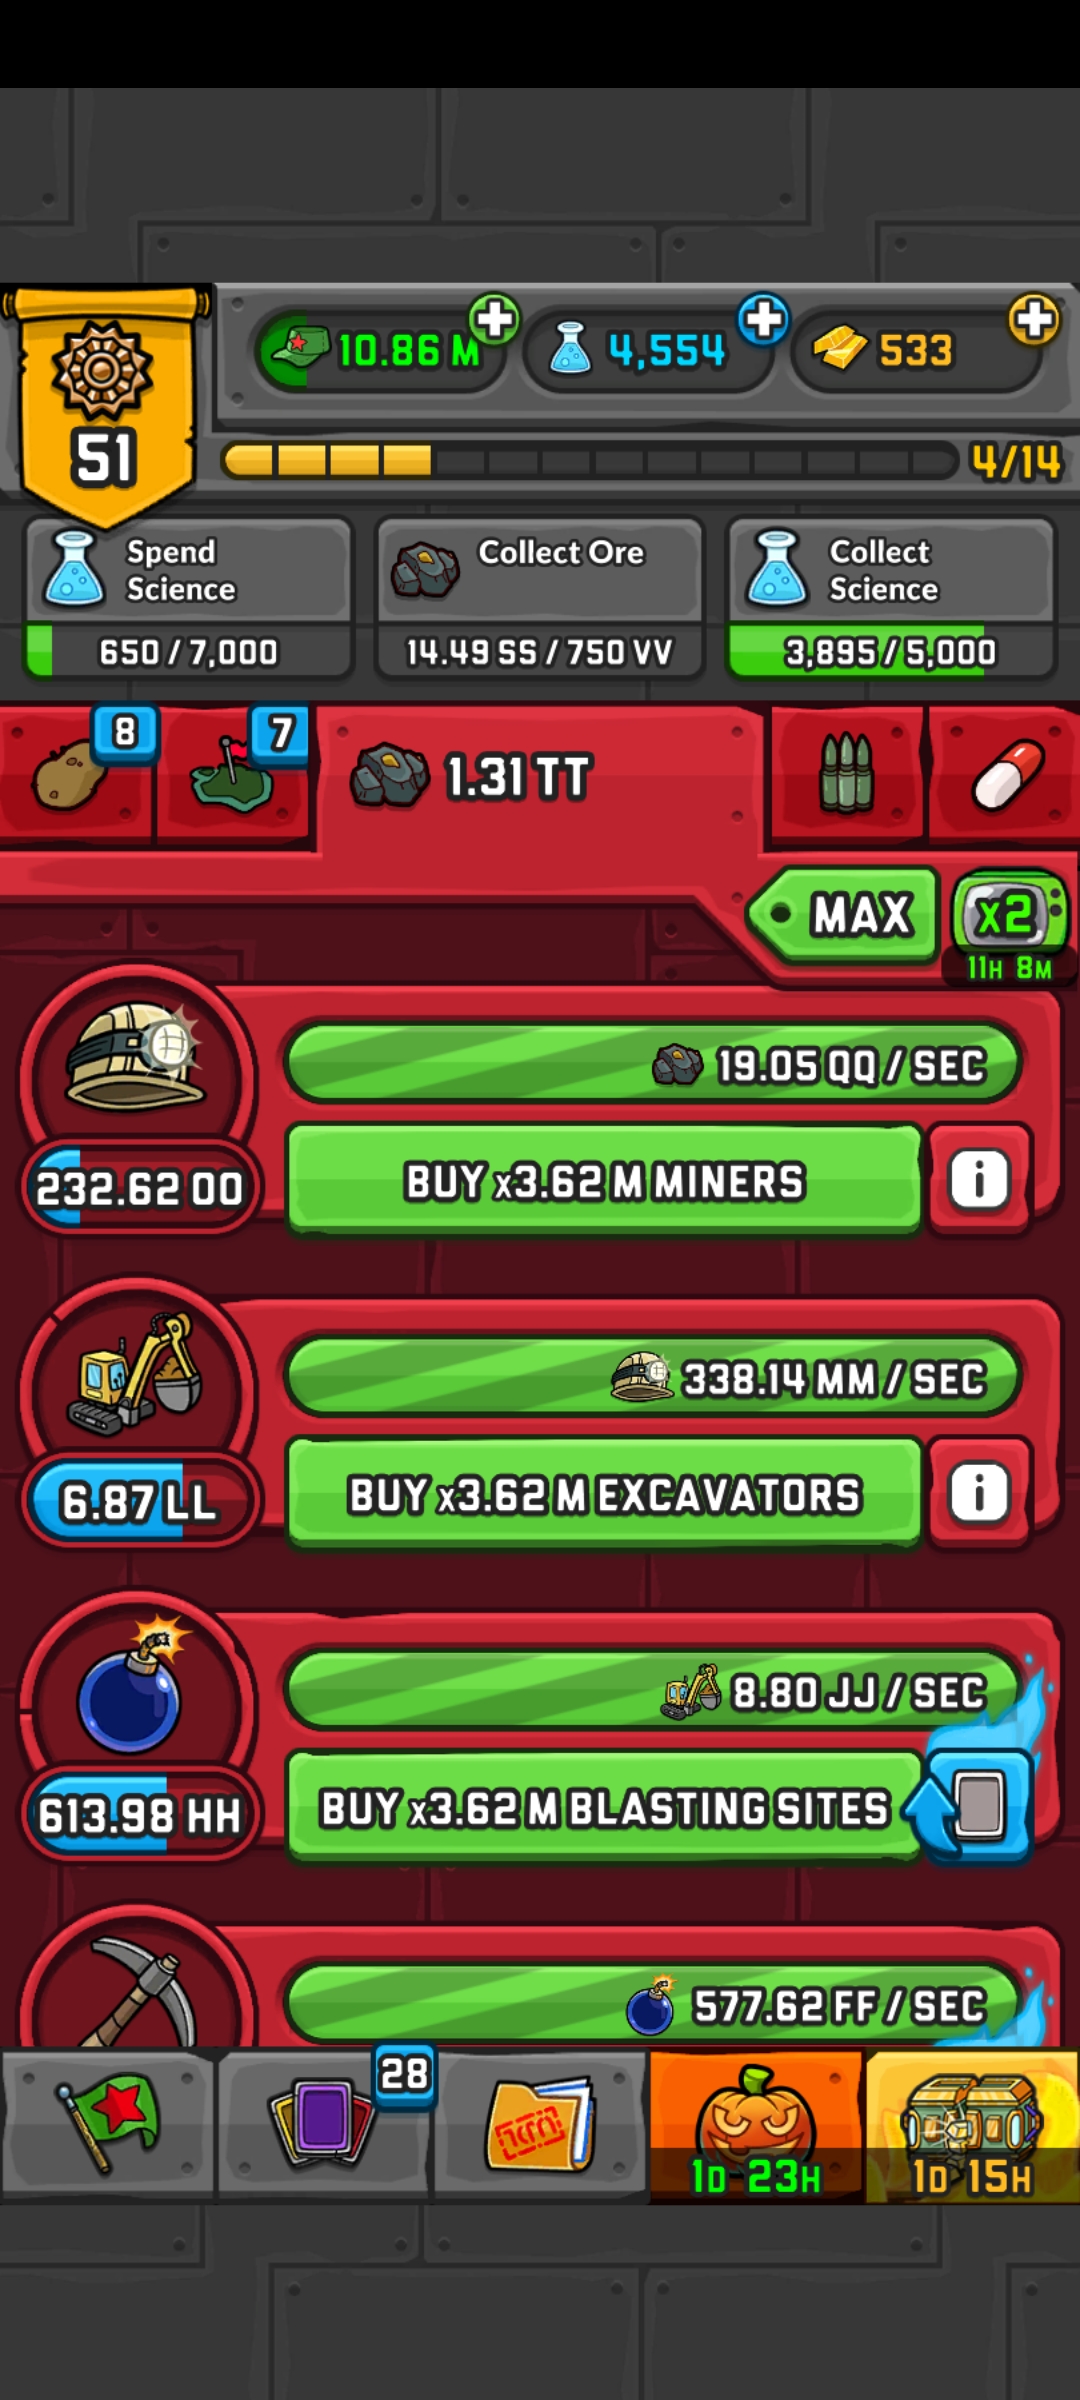 10.86 M
4,554
533
51
4/14
Spend
Science
650 / 7,000
Collect Ore
14.49 SS / 750 VV
Collect
Science
3,895 / 5,000
8
7
1.31 TT
MAX
x2
11H 8M
19.05 QQ / SEC
232.62 OO
BUY x3.62 M MINERS
i
338.14 MM / SEC
6.87 LL
BUY x3.62 M EXCAVATORS
i
8.80 JJ / SEC
613.98 HH
BUY x3.62 M BLASTING SITES
577.62 FF / SEC
28
1D 23H
1D 15H